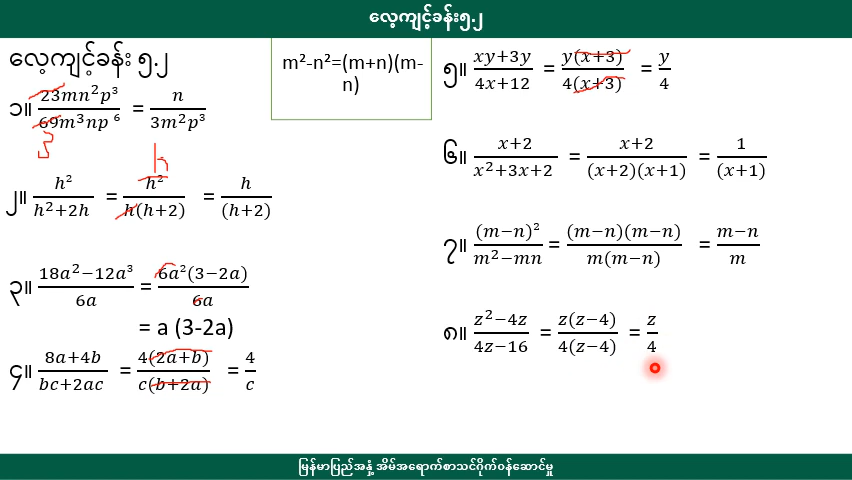 လေ့ကျင့်ခန်း၅.၂
လေ့ကျင့်ခန်း ၅.၂
m²-n²=(m+n)(m-
n)
၁။ 23mn²p³/69m³np⁶ = n/3m²p³
3
h
၂။ h²/h²+2h = h²/h(h+2) = h/(h+2)
၃။ 18a²−12a³/6a = 6a²(3−2a)/6a
= a (3-2a)
၄။ 8a+4b/bc+2ac = 4(2a+b)/c(b+2a) = 4/c
၅။ xy+3y/4x+12 = y(x+3)/4(x+3) = y/4
၆။ x+2/x²+3x+2 = x+2/(x+2)(x+1) = 1/(x+1)
၇။ (m−n)²/m²−mn = (m−n)(m−n)/m(m−n) = m−n/m
၈။ z²−4z/4z−16 = z(z−4)/4(z−4) = z/4
မြန်မာပြည်အနှံ့ အိမ်အရောက်စာသင်ဂိုက်ဝန်ဆောင်မှု